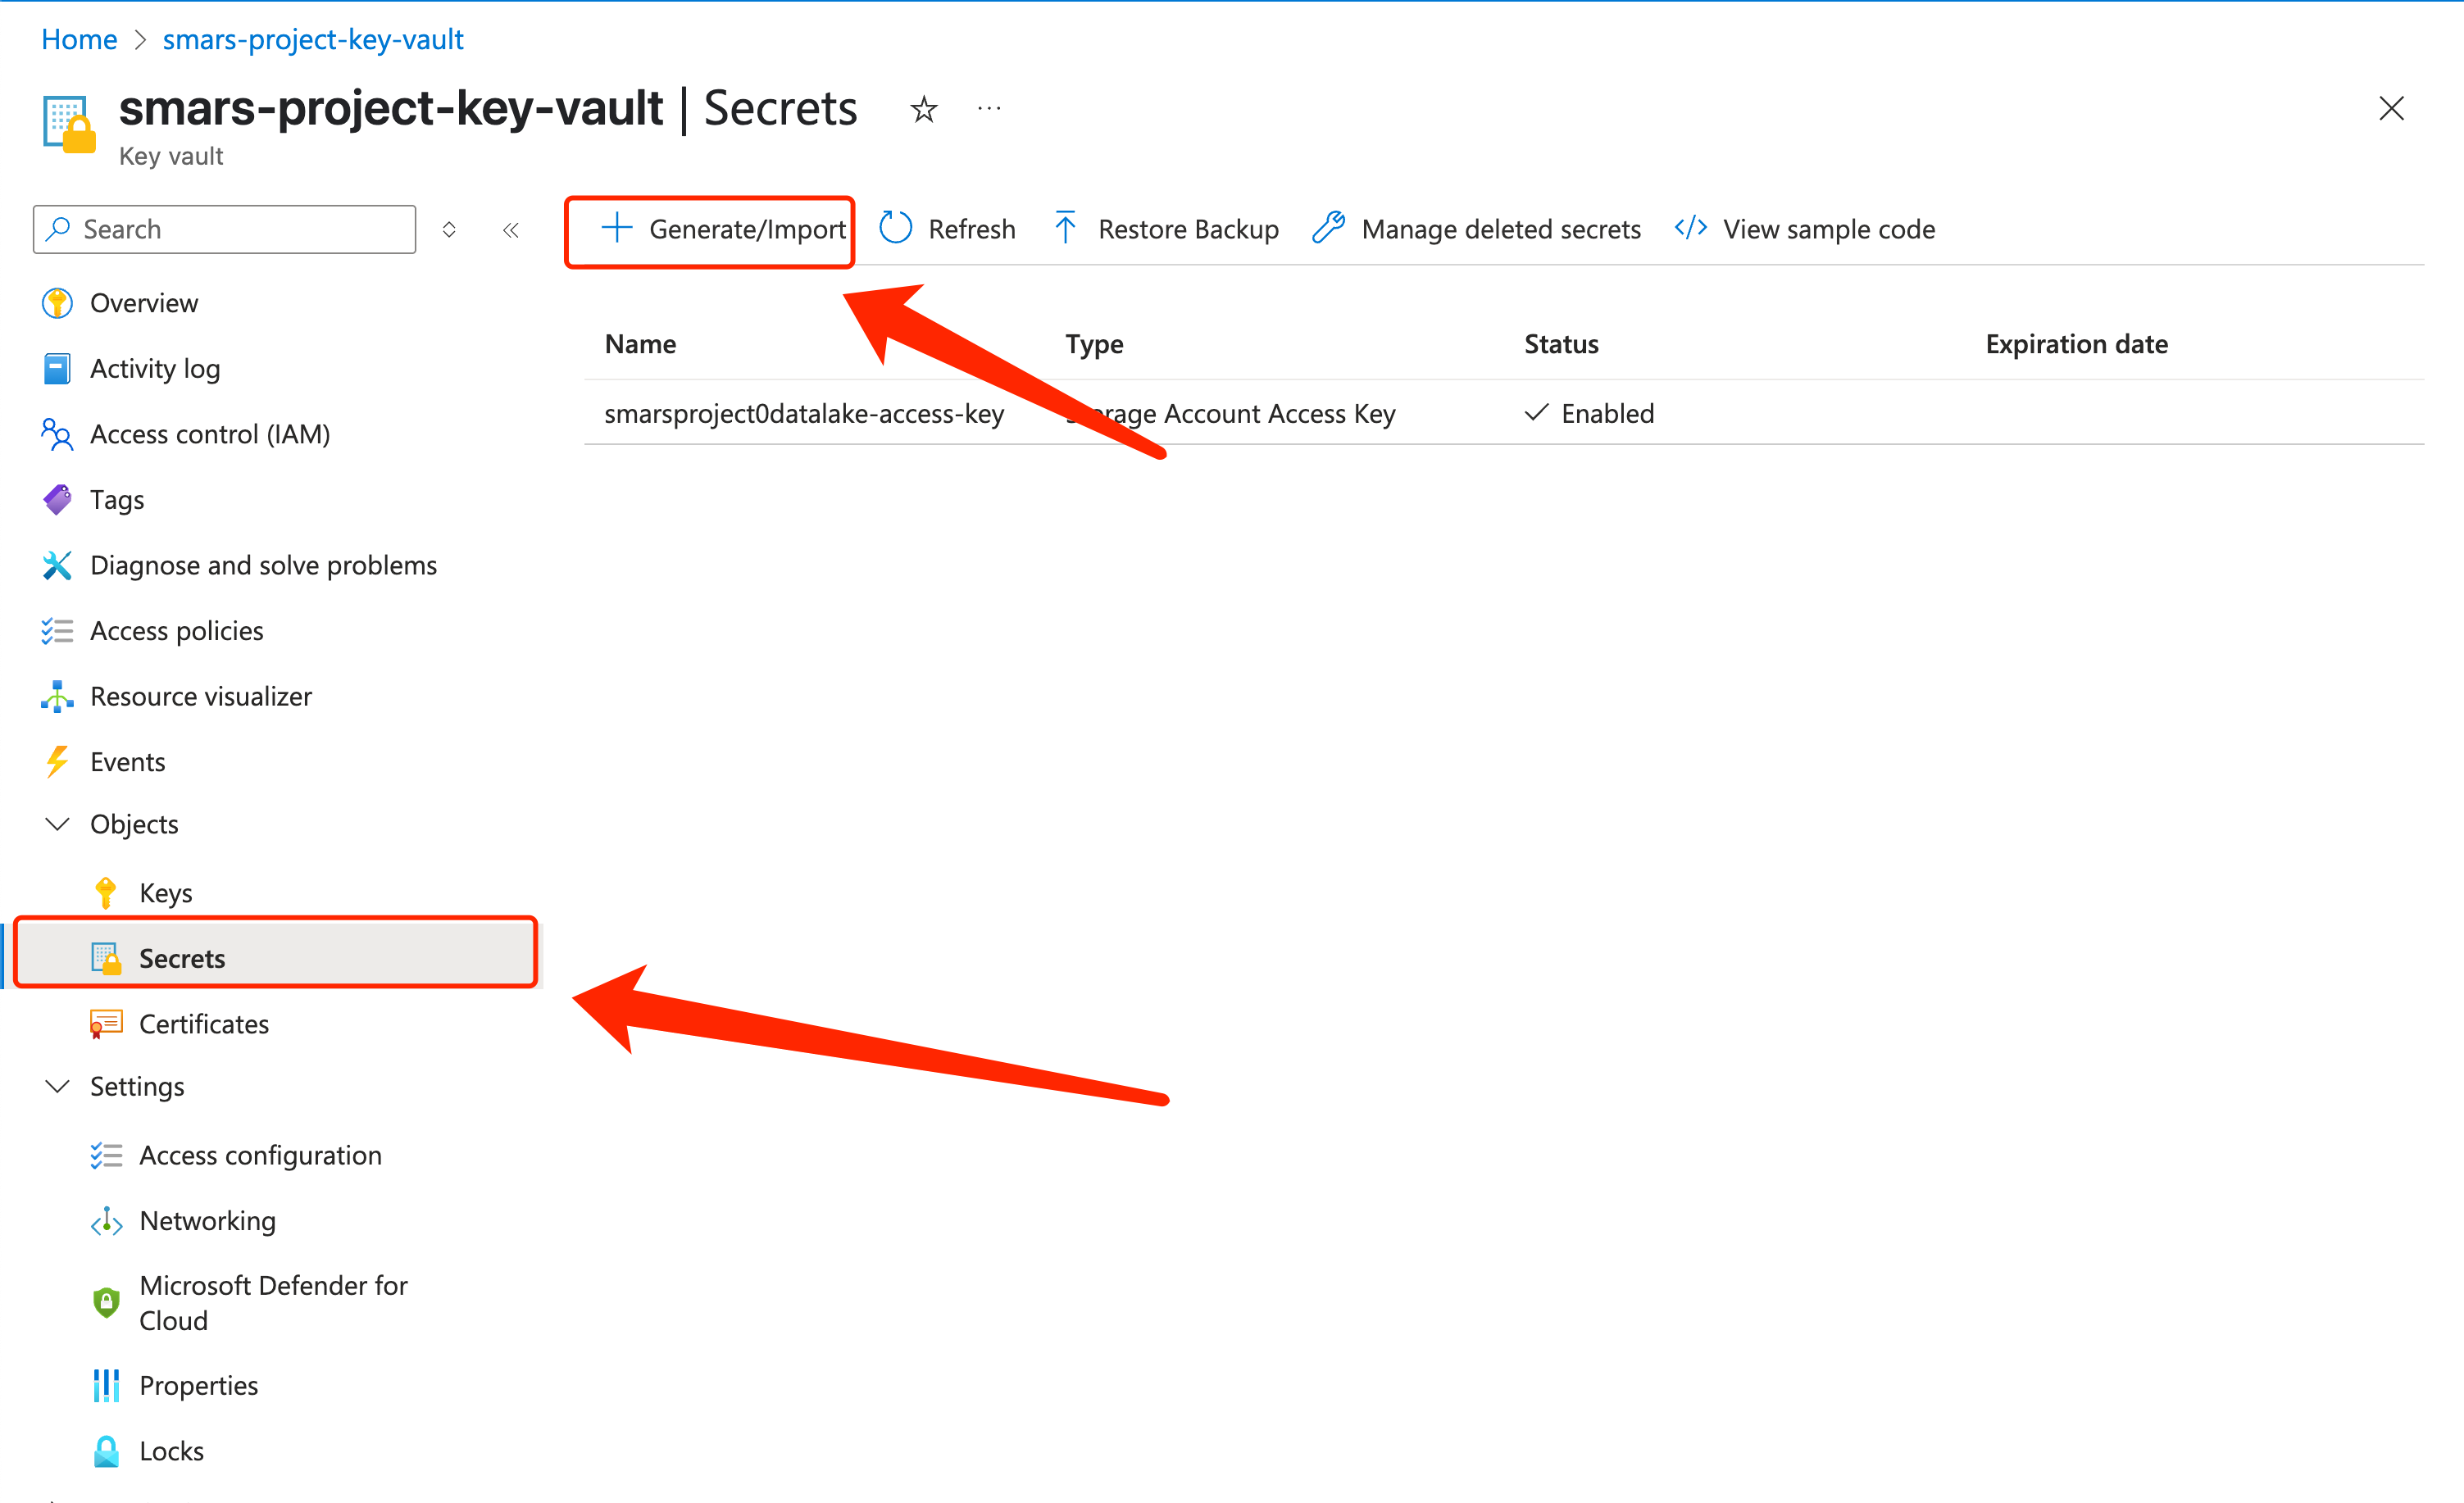 Home > smars-project-key-vault
smars-project-key-vault | Secrets
Key vault
Search
Generate/Import Refresh Restore Backup Manage deleted secrets View sample code
Name Type Status Expiration date
smarsproject0datalake-access-key Account Access Key Enabled
Overview
Activity log
Access control (IAM)
Tags
Diagnose and solve problems
Access policies
Resource visualizer
Events
Objects
Keys
Secrets
Certificates
Settings
Access configuration
Networking
Microsoft Defender for
Cloud
Properties
Locks